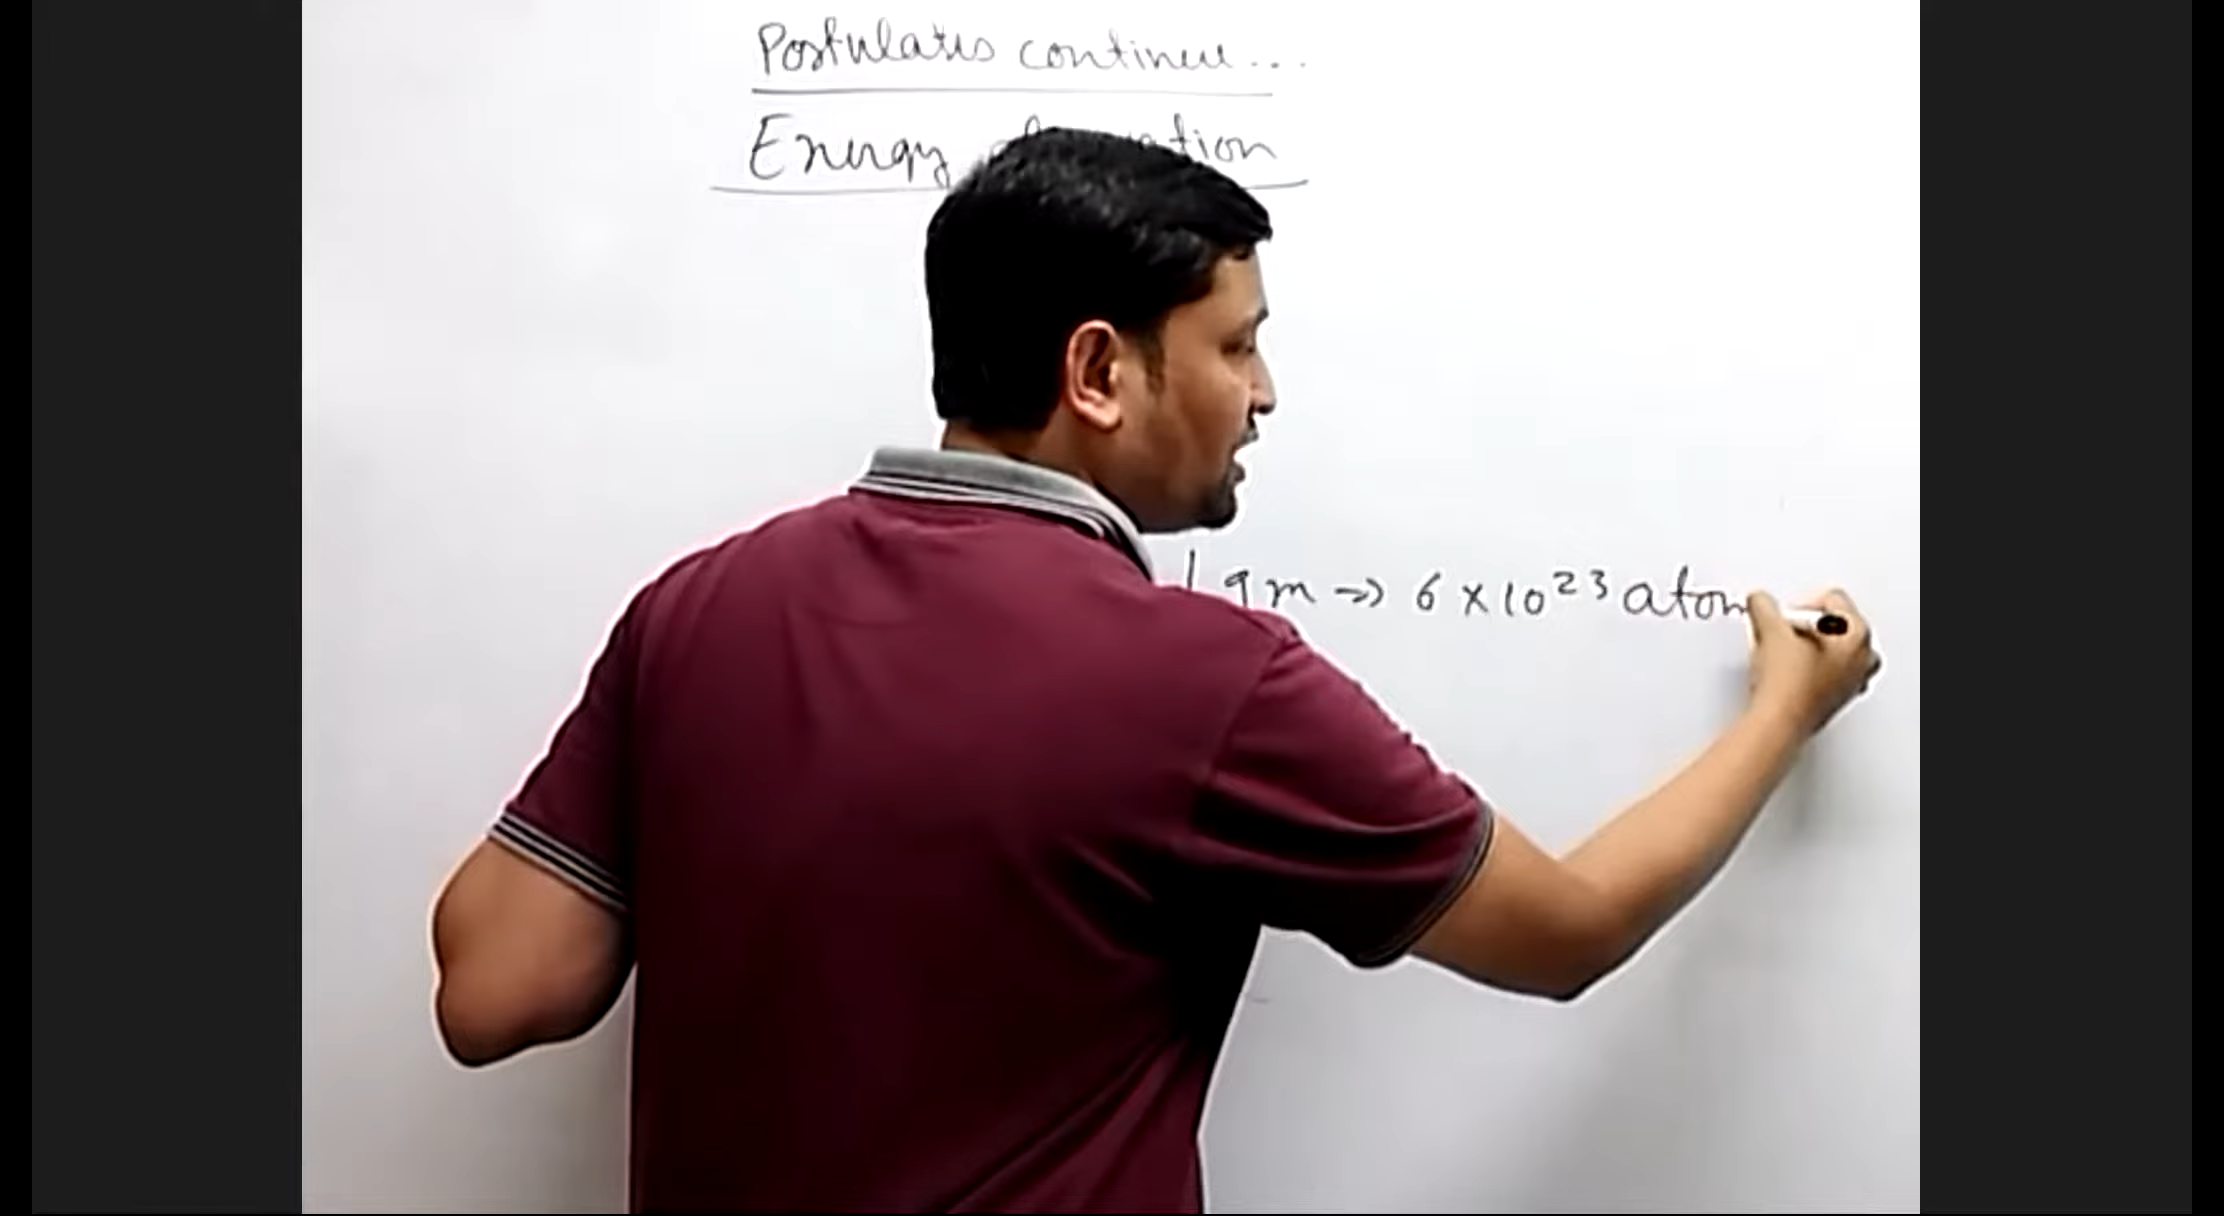 Postulates continue...
Energy
1 gm => 6 x 10²³ atom